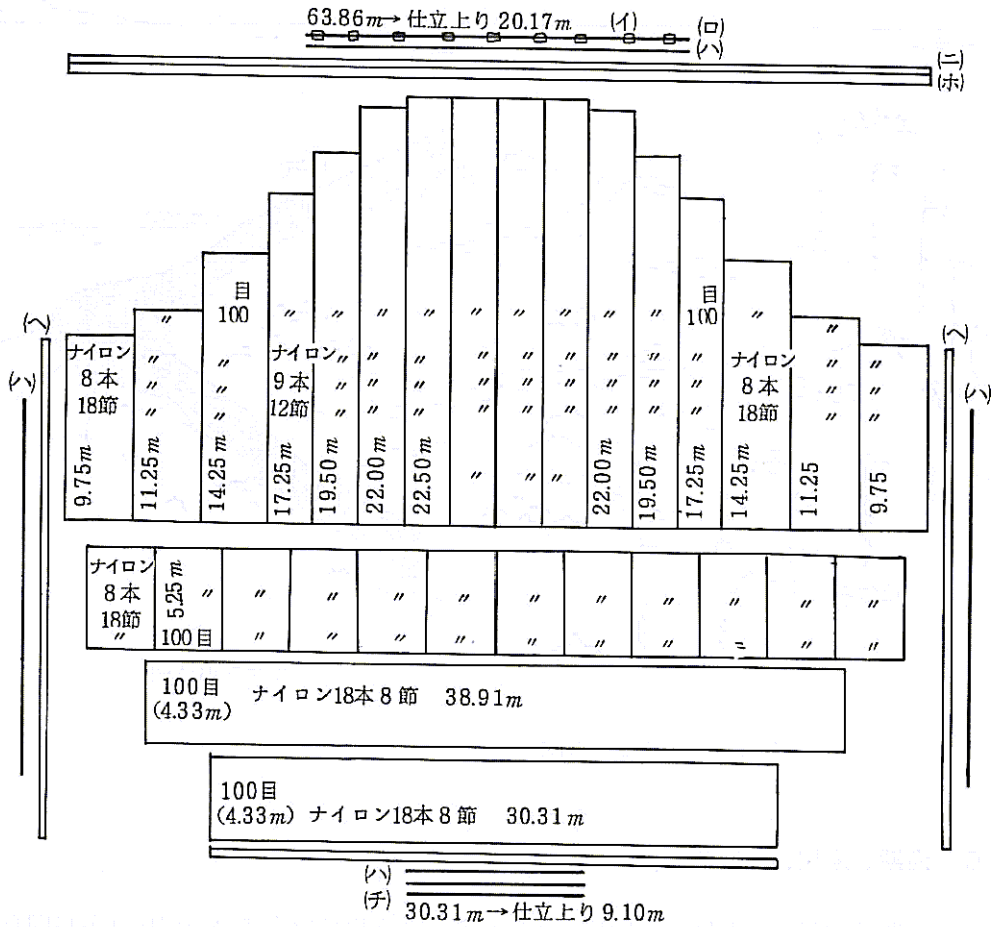 63.86m→仕立上り 20.17m (イ) (ロ)
(ハ)
(ニ)
(ホ)
目
100 〃 〃 〃 〃 〃 〃 〃 〃 〃
目
100 〃
〃 〃
(ヘ) (ヘ)
(ハ) (ハ)
ナイロン 〃 〃 ナイロン 〃 〃 〃 〃 〃 〃 〃 〃 〃 ナイロン 〃 〃
8本 〃 〃 9本 〃 〃 〃 〃 〃 〃 〃 〃 〃 8本 〃 〃
18節 〃 〃 12節 〃 〃 〃 〃 〃 〃 〃 〃 〃 18節 〃 〃
9.75m 11.25m 14.25m 17.25m 19.50m 22.00m 22.50m 〃 〃 〃 22.00m 19.50m 17.25m 14.25m 11.25 9.75
ナイロン
8本 5.25m 〃 〃 〃 〃 〃 〃 〃 〃 〃 〃
18節
〃 100目 〃 〃 〃 〃 〃 〃 〃 〃 〃 〃
100目 ナイロン18本8節 38.91m
(4.33m)
100目
(4.33m) ナイロン18本8節 30.31m
(ハ)
(チ)
30.31m→仕立上り 9.10m